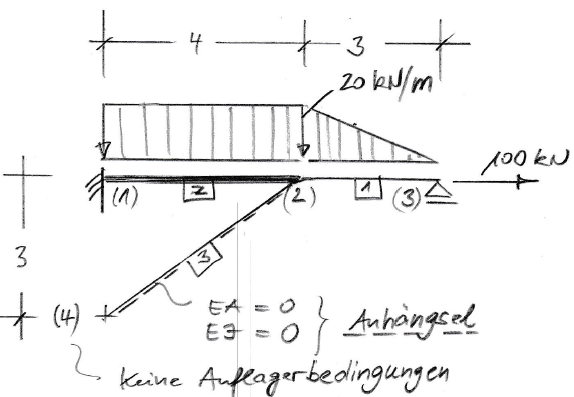 4 3
20 kN/m
100 kN
(1) 2 (2) 1 (3)
3
3
(4)
EA = 0
EI = 0
Anhängsel
keine Auflagerbedingungen